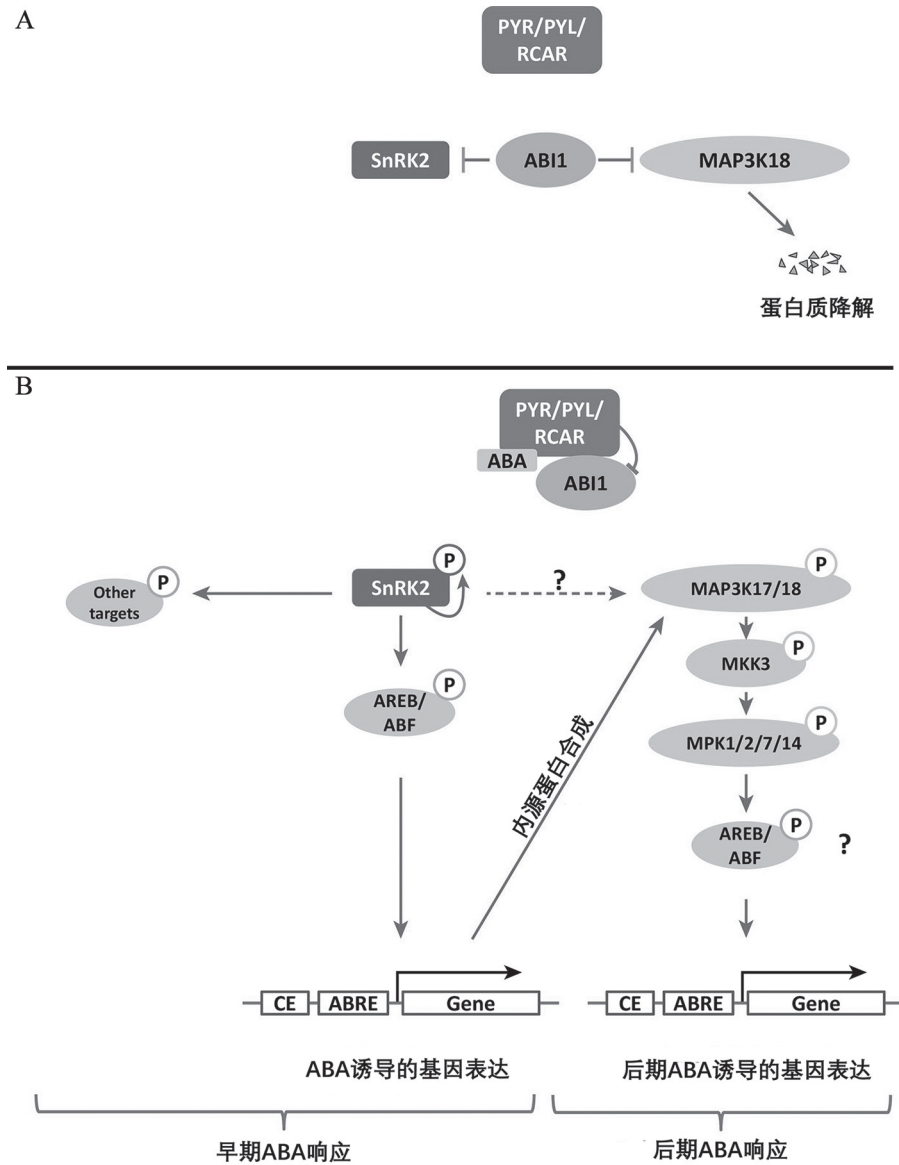 A
PYR/PYL/
RCAR
SnRK2
ABI1
MAP3K18
蛋白质降解
B
PYR/PYL/
RCAR
ABA
ABI1
Other
targets
P
SnRK2
P
?
MAP3K17/18
P
MKK3
P
AREB/
ABF
P
MPK1/2/7/14
P
内源蛋白合成
AREB/
ABF
P
?
CE ABRE Gene
CE ABRE Gene
ABA诱导的基因表达
后期ABA诱导的基因表达
早期ABA响应
后期ABA响应